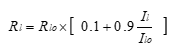 Ri = Rio × [ 0.1 + 0.9 Ii/Iio ]